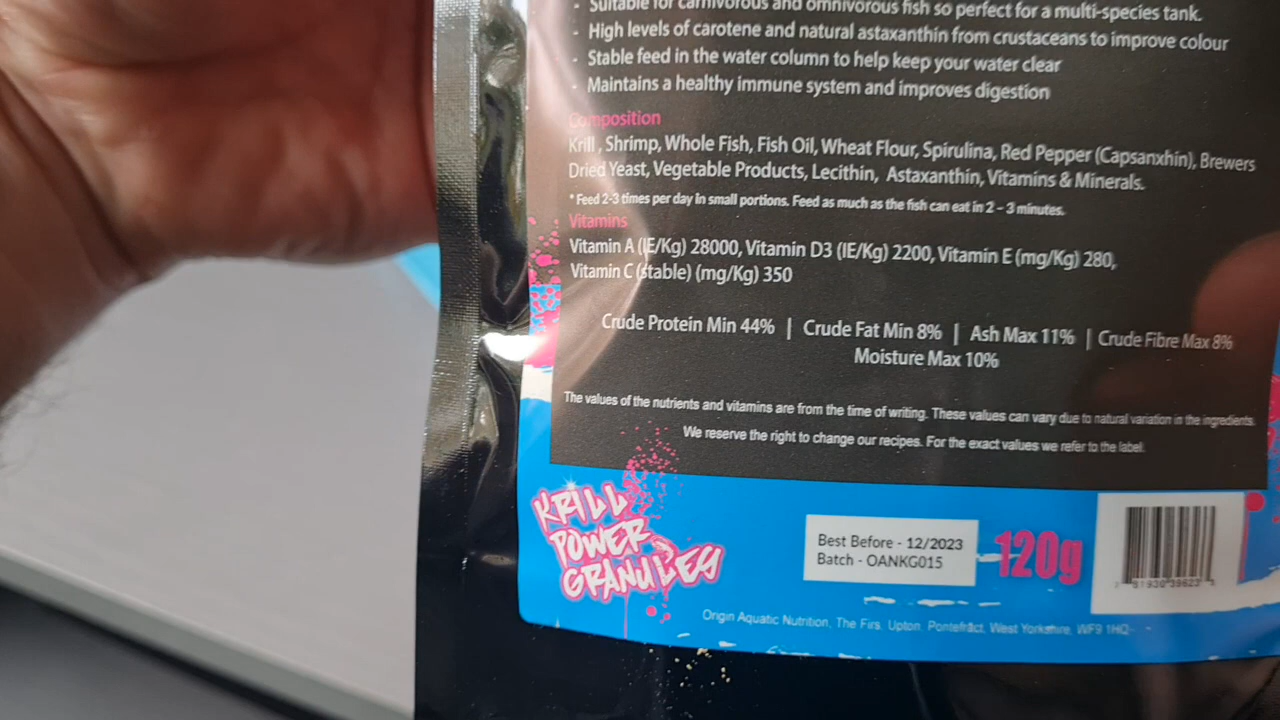 - Suitable for carnivorous and omnivorous fish so perfect for a multi-species tank.
- High levels of carotene and natural astaxanthin from crustaceans to improve colour
- Stable feed in the water column to help keep your water clear
- Maintains a healthy immune system and improves digestion
Composition
Krill , Shrimp, Whole Fish, Fish Oil, Wheat Flour, Spirulina, Red Pepper (Capsanxhin), Brewers
Dried Yeast, Vegetable Products, Lecithin, Astaxanthin, Vitamins & Minerals.
* Feed 2-3 times per day in small portions. Feed as much as the fish can eat in 2 – 3 minutes.
Vitamins
Vitamin A (IE/Kg) 28000, Vitamin D3 (IE/Kg) 2200, Vitamin E (mg/Kg) 280,
Vitamin C (stable) (mg/Kg) 350
Crude Protein Min 44% | Crude Fat Min 8% | Ash Max 11% | Crude Fibre Max 8%
Moisture Max 10%
The values of the nutrients and vitamins are from the time of writing. These values can vary due to natural variation in the ingredients.
We reserve the right to change our recipes. For the exact values we refer to the label.
KRILL
POWER
GRANULES
Best Before - 12/2023
Batch - OANKG015
120g
Origin Aquatic Nutrition, The Firs, Upton, Pontefract, West Yorkshire, WF9 1HQ